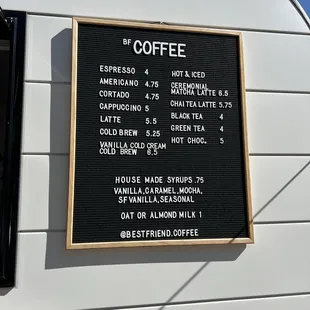 BF COFFEE
ESPRESSO 4
AMERICANO 4.75
CORTADO 4.75
CAPPUCCINO 5
LATTE 5.5
COLD BREW 5.25
VANILLA COLD CREAM
COLD BREW 6.5
HOT & ICED
CEREMONIAL
MATCHA LATTE 6.5
CHAI TEA LATTE 5.75
BLACK TEA 4
GREEN TEA 4
HOT CHOC. 5
HOUSE MADE SYRUPS .75
VANILLA, CARAMEL, MOCHA,
SF VANILLA, SEASONAL
OAT OR ALMOND MILK 1
@BESTFRIEND.COFFEE